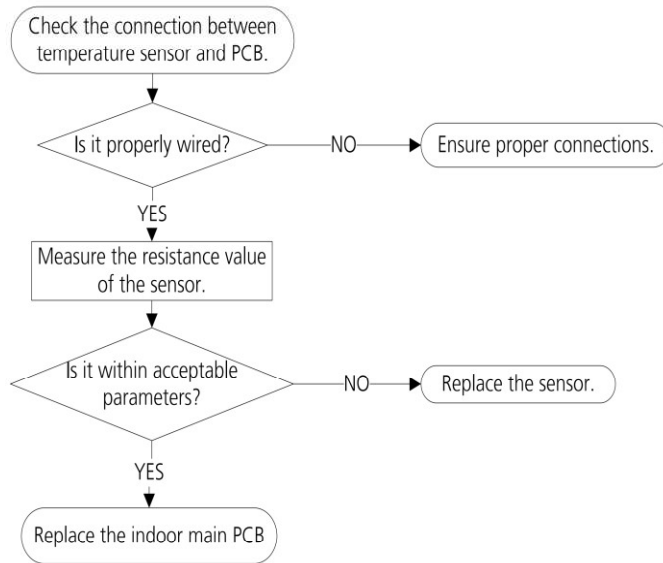 Check the connection between
temperature sensor and PCB.
Is it properly wired?
NO
Ensure proper connections.
YES
Measure the resistance value
of the sensor.
Is it within acceptable
parameters?
NO
Replace the sensor.
YES
Replace the indoor main PCB